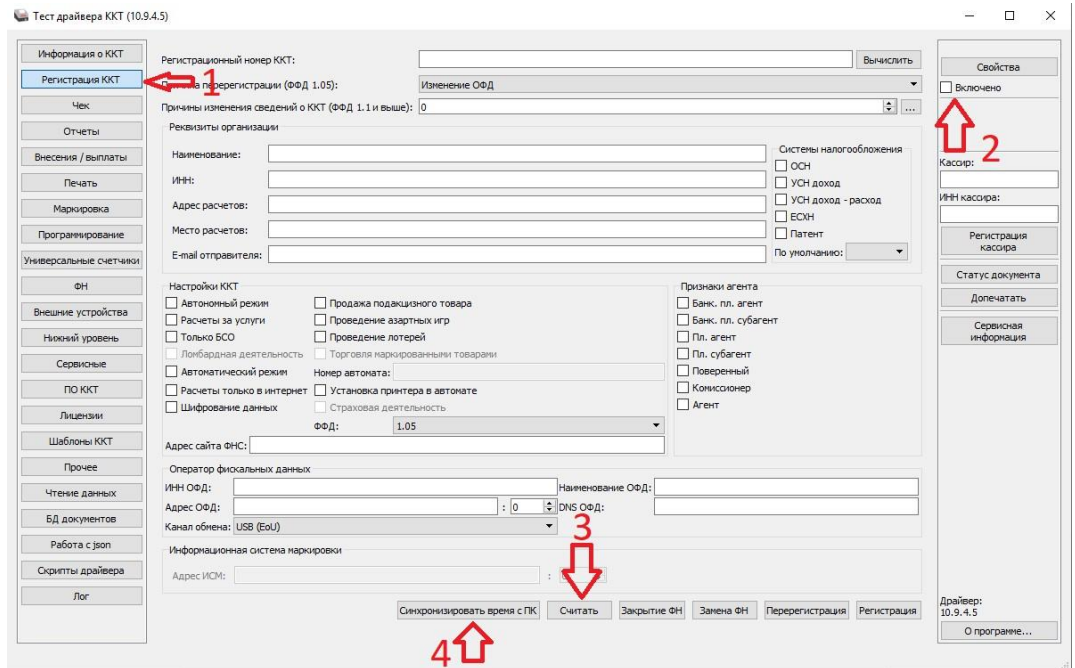 Тест драйвера ККТ (10.9.4.5)
Информация о ККТ
Регистрация ККТ
Чек
Отчеты
Внесения / выплаты
Печать
Маркировка
Программирование
Универсальные счетчики
ФН
Внешние устройства
Нижний уровень
Сервисные
ПО ККТ
Лицензии
Шаблоны ККТ
Прочее
Чтение данных
БД документов
Работа с json
Скрипты драйвера
Лог
1
Регистрационный номер ККТ:
Вычислить
перерегистрации (ФФД 1.05):
Изменение ОФД
Причины изменения сведений о ККТ (ФФД 1.1 и выше):
0
...
Реквизиты организации
Наименование:
ИНН:
Адрес расчетов:
Место расчетов:
E-mail отправителя:
Системы налогообложения
ОСН
УСН доход
УСН доход - расход
ЕСХН
Патент
По умолчанию:
Настройки ККТ
Автономный режим
Продажа подакцизного товара
Расчеты за услуги
Проведение азартных игр
Только БСО
Проведение лотерей
Ломбардная деятельность
Торговля маркированными товарами
Автоматический режим
Номер автомата:
Расчеты только в интернет
Установка принтера в автомате
Шифрование данных
Страховая деятельность
ФФД:
1.05
Адрес сайта ФНС:
Признаки агента
Банк. пл. агент
Банк. пл. субагент
Пл. агент
Пл. субагент
Поверенный
Комиссионер
Агент
Оператор фискальных данных
ИНН ОФД:
Наименование ОФД:
Адрес ОФД:
: 0
DNS ОФД:
Канал обмена: USB (EoU)
3
Информационная система маркировки
Адрес ИСМ:
:
Синхронизировать время с ПК
Считать
Закрытие ФН
Замена ФН
Перерегистрация
Регистрация
4
Свойства
Включено
2
Кассир:
ИНН кассира:
Регистрация
кассира
Статус документа
Допечатать
Сервисная
информация
Драйвер:
10.9.4.5
О программе...